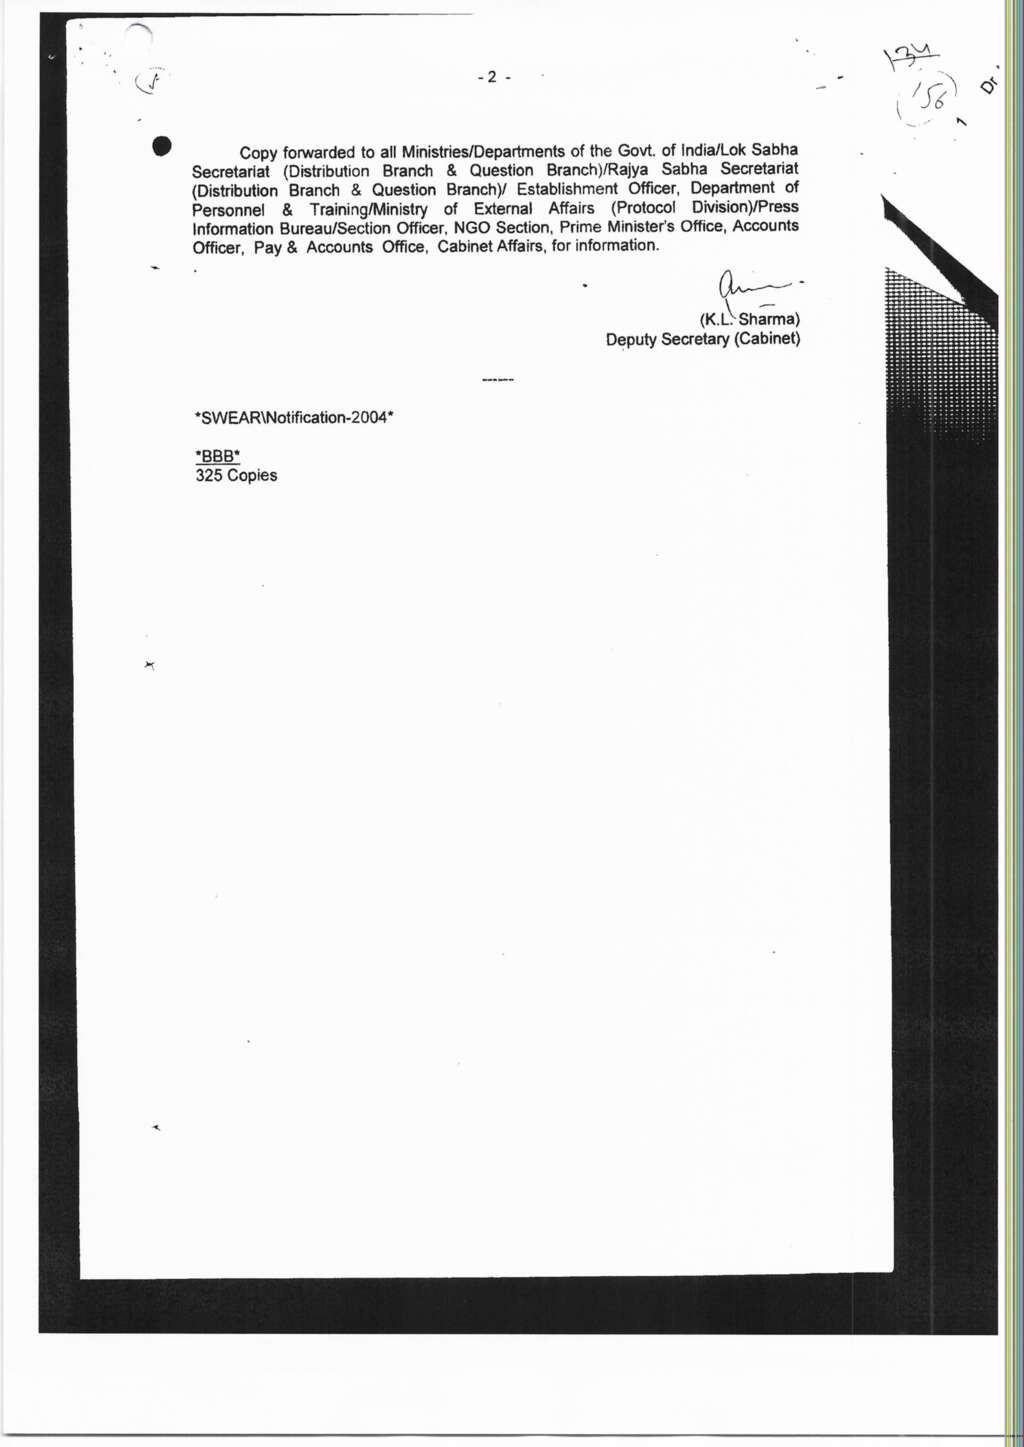 134
156
- 2 -
Dr
Copy forwarded to all Ministries/Departments of the Govt. of India/Lok Sabha
Secretariat (Distribution Branch & Question Branch)/Rajya Sabha Secretariat
(Distribution Branch & Question Branch)/ Establishment Officer, Department of
Personnel & Training/Ministry of External Affairs (Protocol Division)/Press
Information Bureau/Section Officer, NGO Section, Prime Minister's Office, Accounts
Officer, Pay & Accounts Office, Cabinet Affairs, for information.
(K.L. Sharma)
Deputy Secretary (Cabinet)
------
*SWEAR\Notification-2004*
*BBB*
325 Copies